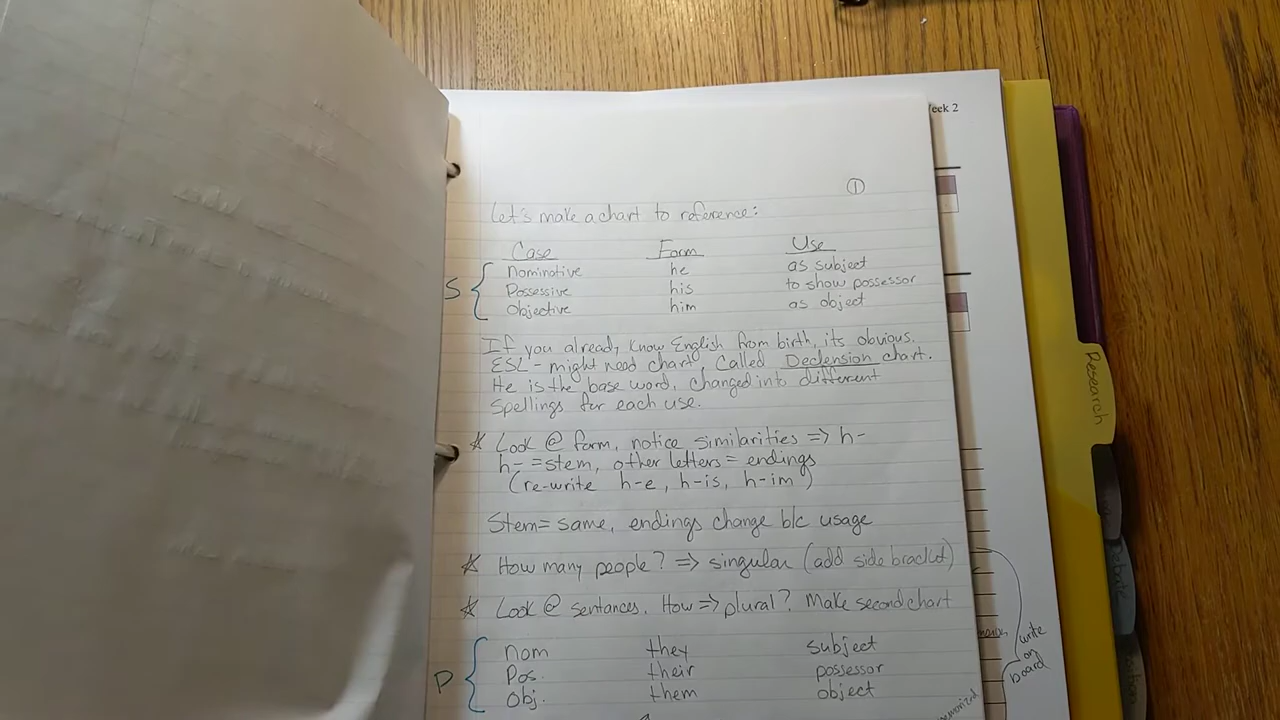 eek 2
①
Let's make a chart to reference:
Case Form Use
Nominative he as subject
S { Possessive his to show possessor
Objective him as object
If you already know English from birth, its obvious.
ESL - might need chart, Called Declension chart.
He is the base word, changed into different
spellings for each use.
* Look @ form, notice similarities => h-
h- = stem, other letters = endings
(re-write h-e, h-is, h-im)
Stem = same, endings change b/c usage
* How many people? => singular (add side bracket)
* Look @ sentences. How => plural? Make second chart
Nom they subject
P { Pos. their possessor
Obj. them object
write
on
board
Research
Debate